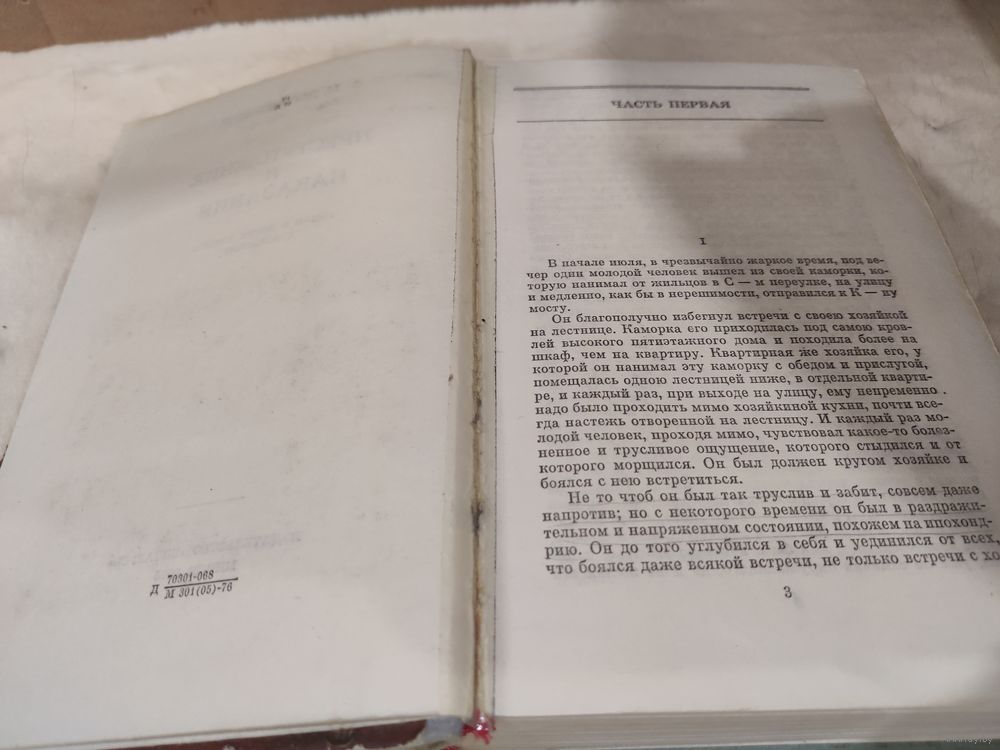 Д 70301-068
М 301(05)-76
ЧАСТЬ ПЕРВАЯ
I
В начале июля, в чрезвычайно жаркое время, под ве-
чер один молодой человек вышел из своей каморки, ко-
торую нанимал от жильцов в С — м переулке, на улицу
и медленно, как бы в нерешимости, отправился к К — ну
мосту.
Он благополучно избегнул встречи с своею хозяйкой
на лестнице. Каморка его приходилась под самою кров-
лей высокого пятиэтажного дома и походила более на
шкаф, чем на квартиру. Квартирная же хозяйка его, у
которой он нанимал эту каморку с обедом и прислугой,
помещалась одною лестницей ниже, в отдельной кварти-
ре, и каждый раз, при выходе на улицу, ему непременно
надо было проходить мимо хозяйкиной кухни, почти все-
гда настежь отворенной на лестницу. И каждый раз мо-
лодой человек, проходя мимо, чувствовал какое-то болез-
ненное и трусливое ощущение, которого стыдился и от
которого морщился. Он был должен кругом хозяйке и
боялся с нею встретиться.
Не то чтоб он был так труслив и забит, совсем даже
напротив; но с некоторого времени он был в раздражи-
тельном и напряженном состоянии, похожем на ипохонд-
рию. Он до того углубился в себя и уединился от всех,
что боялся даже всякой встречи, не только встречи с хо
3